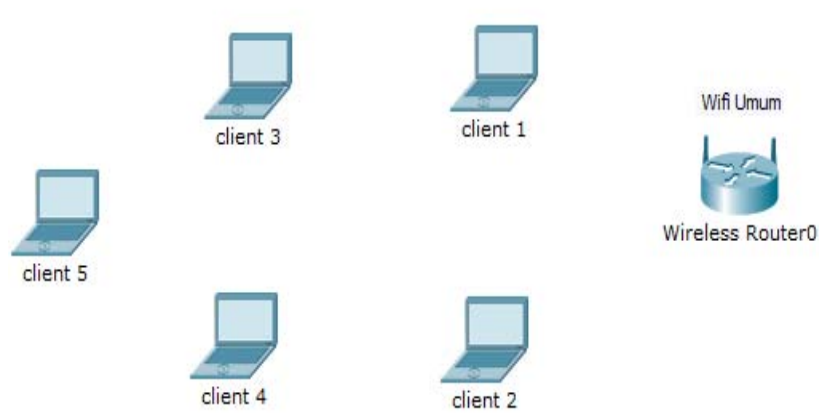 Wifi Umum
client 3
client 1
Wireless Router0
client 5
client 4
client 2